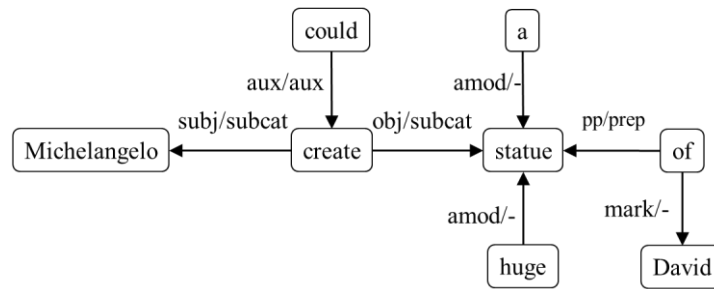 could
a
aux/aux
amod/-
subj/subcat
obj/subcat
pp/prep
Michelangelo
create
statue
of
amod/-
mark/-
huge
David